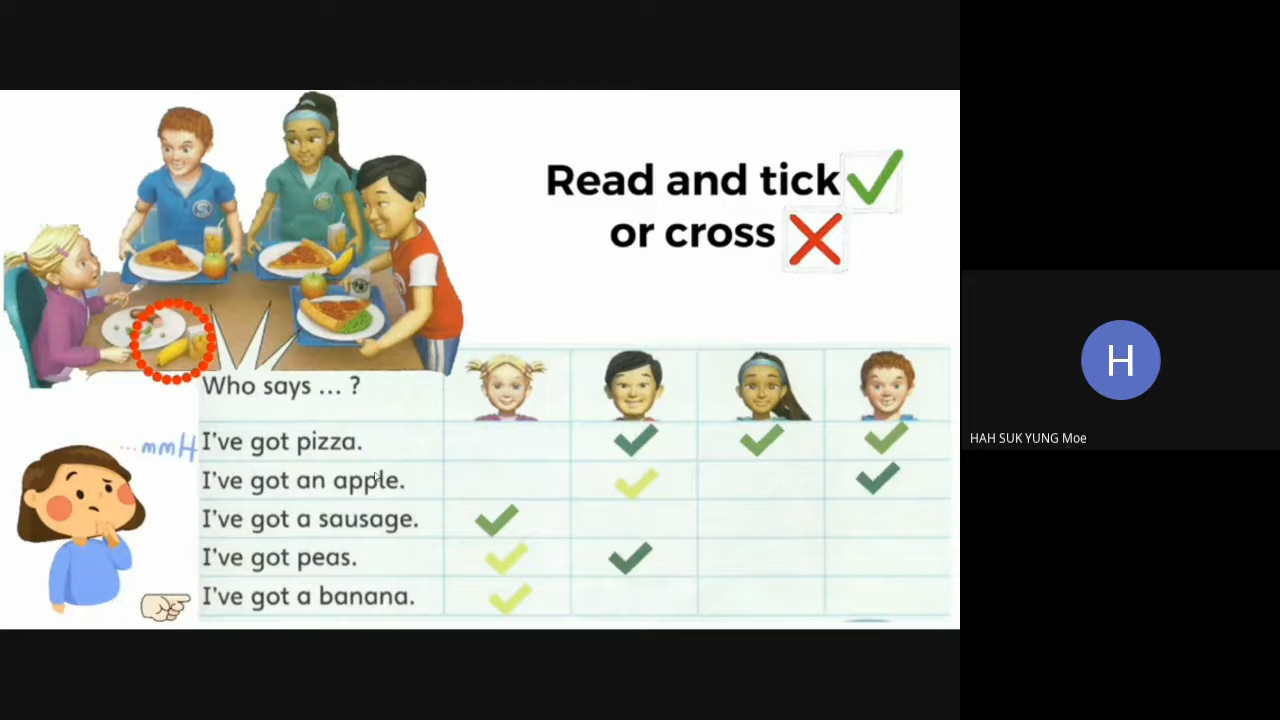 Read and tick
or cross
Who says ... ?
I've got pizza.
I've got an apple.
I've got a sausage.
I've got peas.
I've got a banana.
Hmm...
H
HAH SUK YUNG Moe